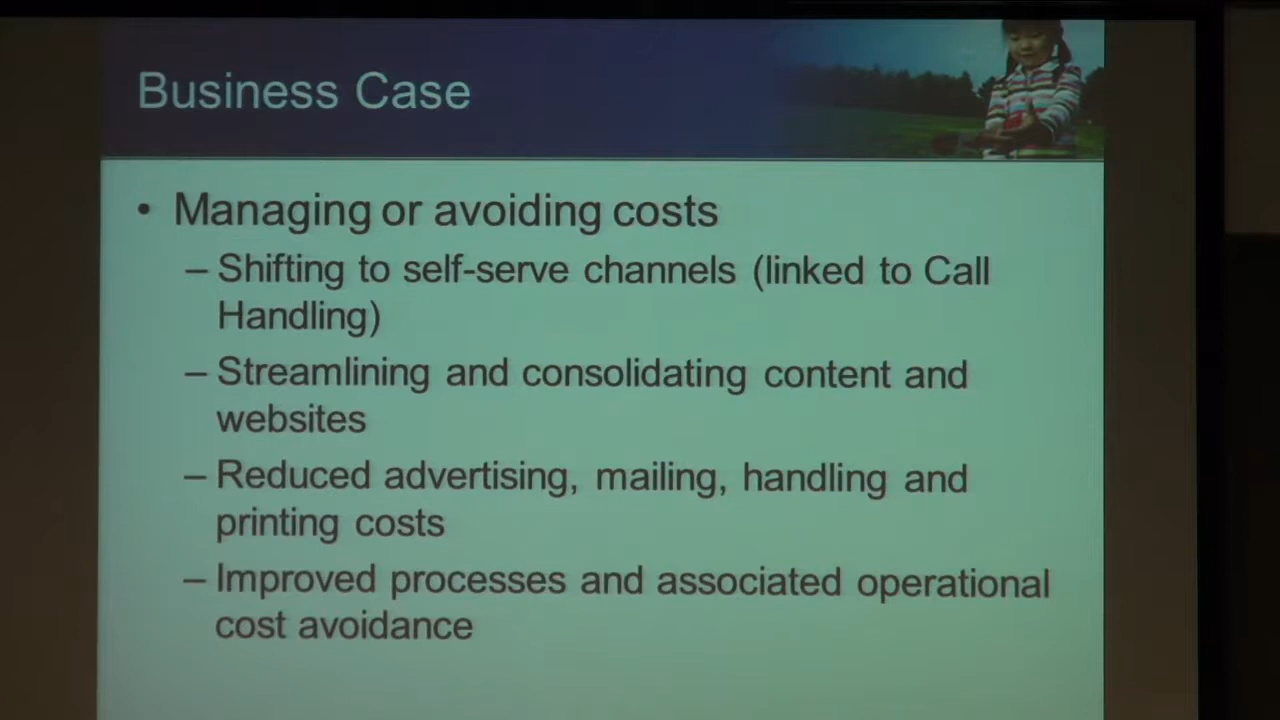 Business Case
• Managing or avoiding costs
– Shifting to self-serve channels (linked to Call
Handling)
– Streamlining and consolidating content and
websites
– Reduced advertising, mailing, handling and
printing costs
– Improved processes and associated operational
cost avoidance